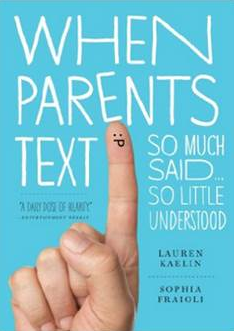 WHEN
PARENTS
TEXT
:P
SO MUCH
SAID...
SO LITTLE
UNDERSTOOD
"A DAILY DOSE OF HILARITY"
-ENTERTAINMENT WEEKLY
LAUREN
KAELIN
SOPHIA
FRAIOLI